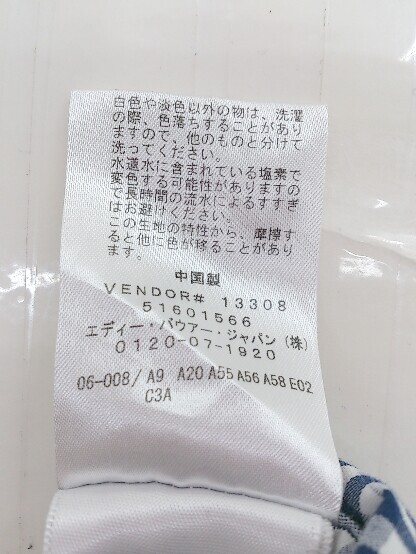 白色や淡色以外の物は、洗濯
の際、色落ちすることがあり
ますので、他のものと分けて
洗ってください。
水道水に含まれている塩素で
変色する可能性がありますの
で長時間の流水によるすすぎ
はお避けください。
この生地の特性から、摩擦す
ると他に色が移ることがあり
ます。
中国製
VENDOR# 13308
51601566
エディー・バウアー・ジャパン(株)
0120-07-1920
06-008/A9 A20 A55 A56 A58 E02
C3A